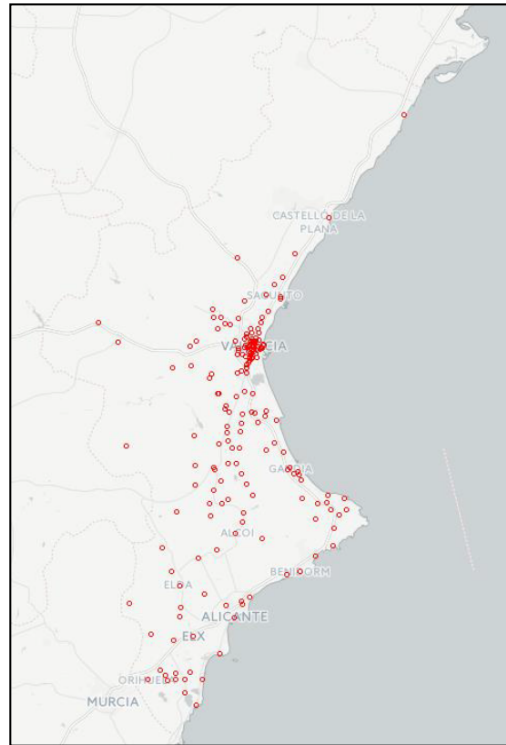 CASTELLÓ DE LA
PLANA
SAGUNTO
VALENCIA
GANDIA
ALCOI
BENIDORM
ELDA
ALICANTE
ELX
ORIHUELA
MURCIA